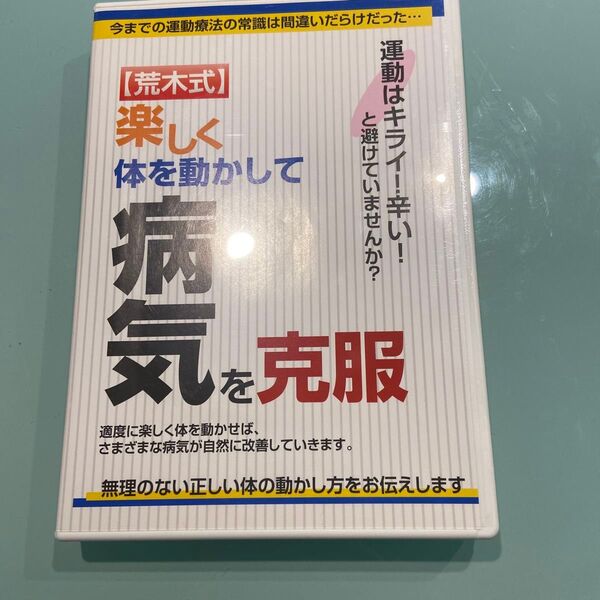 今までの運動療法の常識は間違いだらけだった…
運動はキライ！辛い！
と避けていませんか？
【荒木式】
楽しく
体を動かして
病気を克服
適度に楽しく体を動かせば、
さまざまな病気が自然に改善していきます。
無理のない正しい体の動かし方をお伝えします